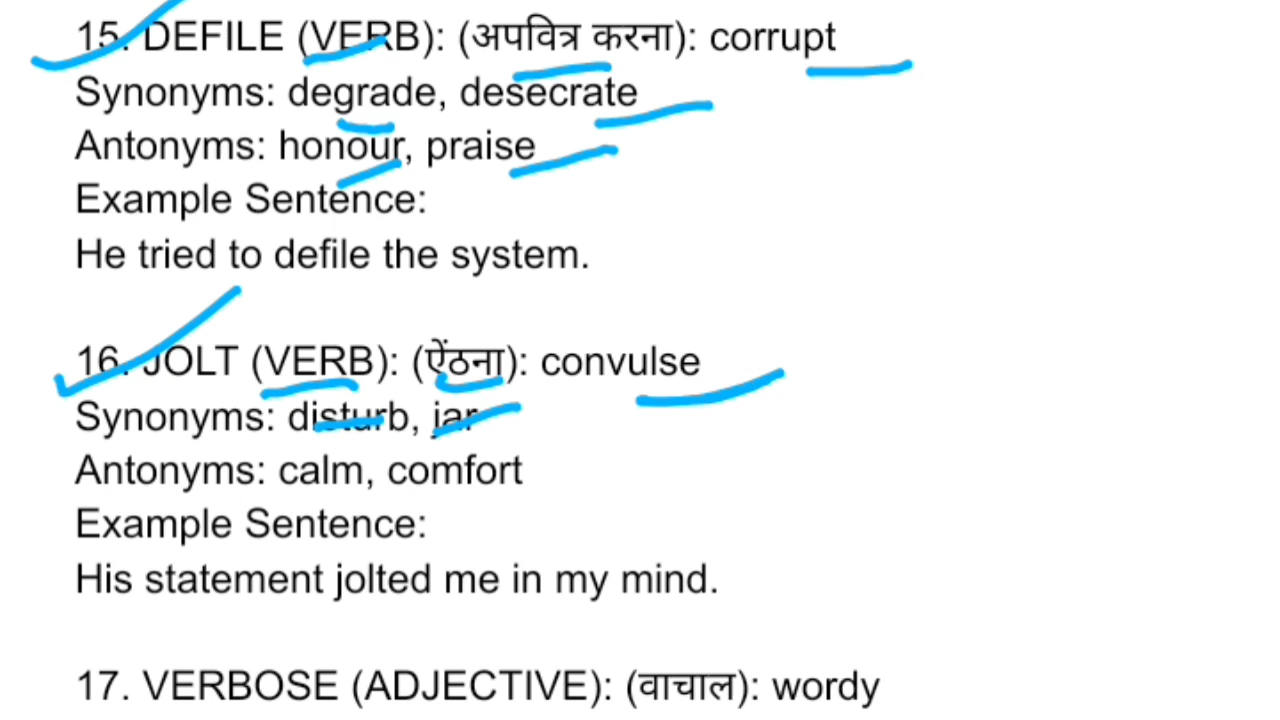 15. DEFILE (VERB): (अपवित्र करना): corrupt
Synonyms: degrade, desecrate
Antonyms: honour, praise
Example Sentence:
He tried to defile the system.
16. JOLT (VERB): (ऐंठना): convulse
Synonyms: disturb, jar
Antonyms: calm, comfort
Example Sentence:
His statement jolted me in my mind.
17. VERBOSE (ADJECTIVE): (वाचाल): wordy